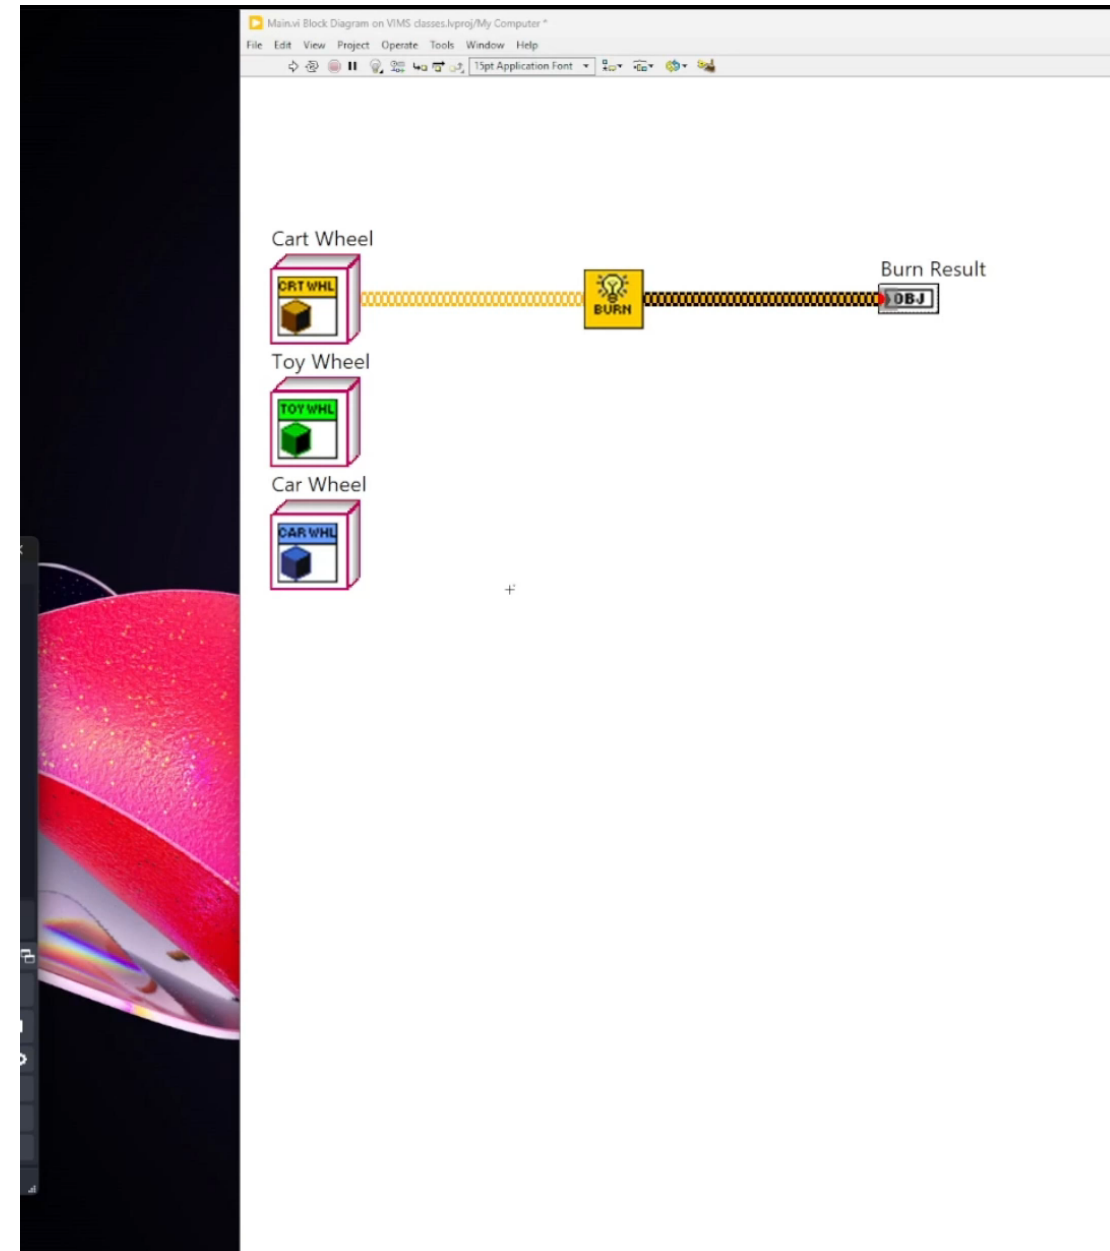 Main.vi Block Diagram on VIMS classes.lvproj/My Computer *
File Edit View Project Operate Tools Window Help
15pt Application Font
Cart Wheel
CRT WHL
BURN
Burn Result
OBJ
Toy Wheel
TOY WHL
Car Wheel
CAR WHL